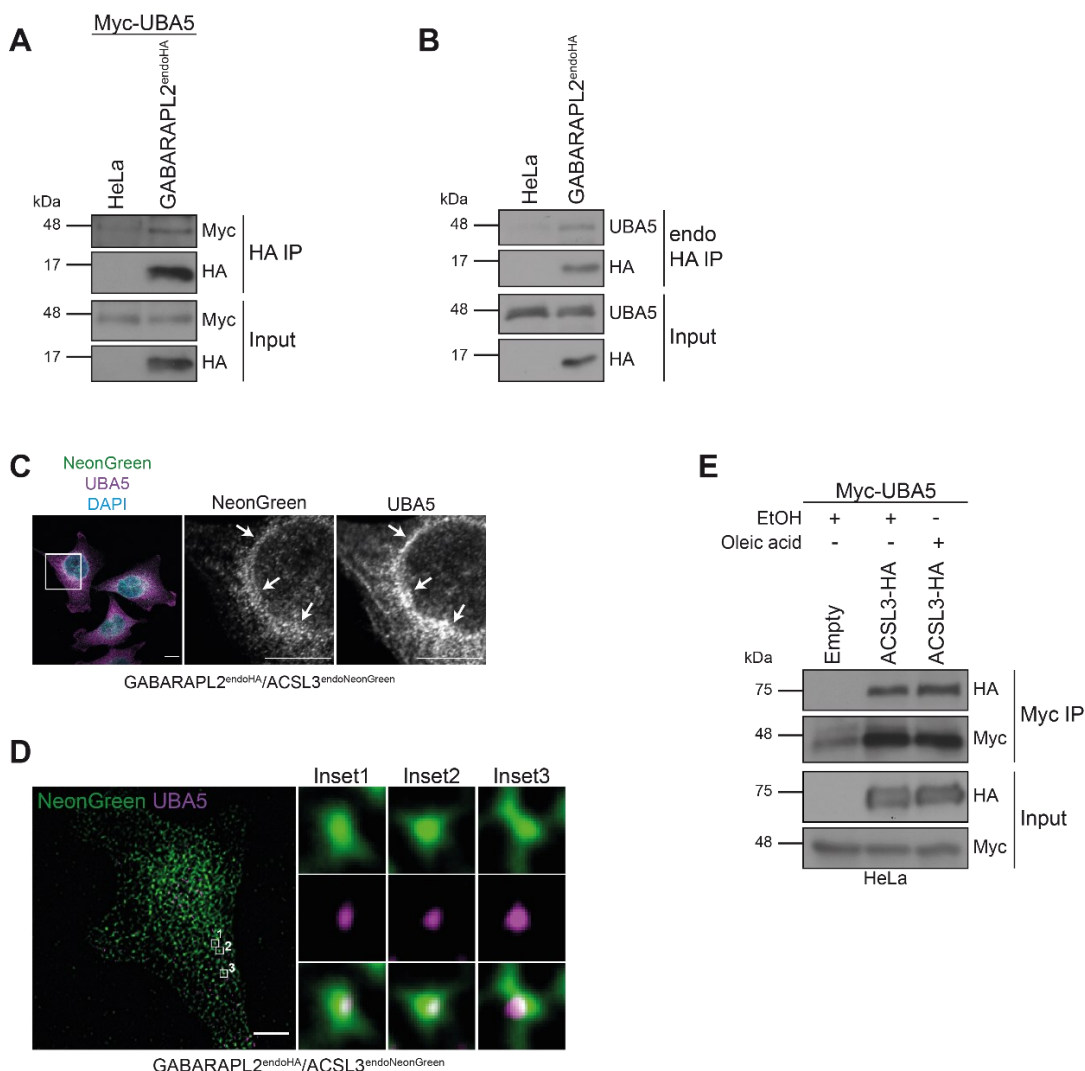 A
Myc-UBA5
HeLa
GABARAPL2endoHA
kDa
48
Myc
17
HA
HA IP
48
Myc
17
HA
Input
B
HeLa
GABARAPL2endoHA
kDa
48
UBA5
17
HA
endo
HA IP
48
UBA5
17
HA
Input
C
NeonGreen
UBA5
DAPI
NeonGreen
UBA5
GABARAPL2endoHA/ACSL3endoNeonGreen
D
NeonGreen UBA5
Inset1
Inset2
Inset3
1
2
3
GABARAPL2endoHA/ACSL3endoNeonGreen
E
Myc-UBA5
EtOH + + -
Oleic acid - - +
Empty
ACSL3-HA
ACSL3-HA
kDa
75
HA
48
Myc
Myc IP
75
HA
48
Myc
Input
HeLa